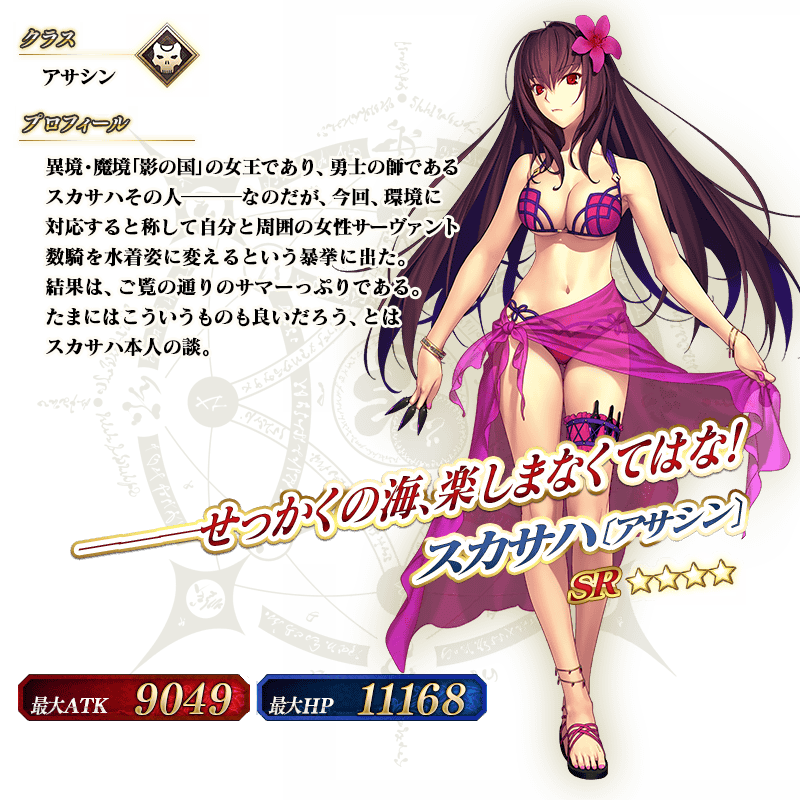 クラス
アサシン
プロフィール
異境・魔境「影の国」の女王であり、勇士の師である
スカサハその人―――なのだが、今回、環境に
対応すると称して自分と周囲の女性サーヴァント
数騎を水着姿に変えるという暴挙に出た。
結果は、ご覧の通りのサマーっぷりである。
たまにはこういうものも良いだろう、とは
スカサハ本人の談。
―――せっかくの海、楽しまなくてはな!
スカサハ〔アサシン〕
SR ☆☆☆☆
最大ATK 9049
最大HP 11168